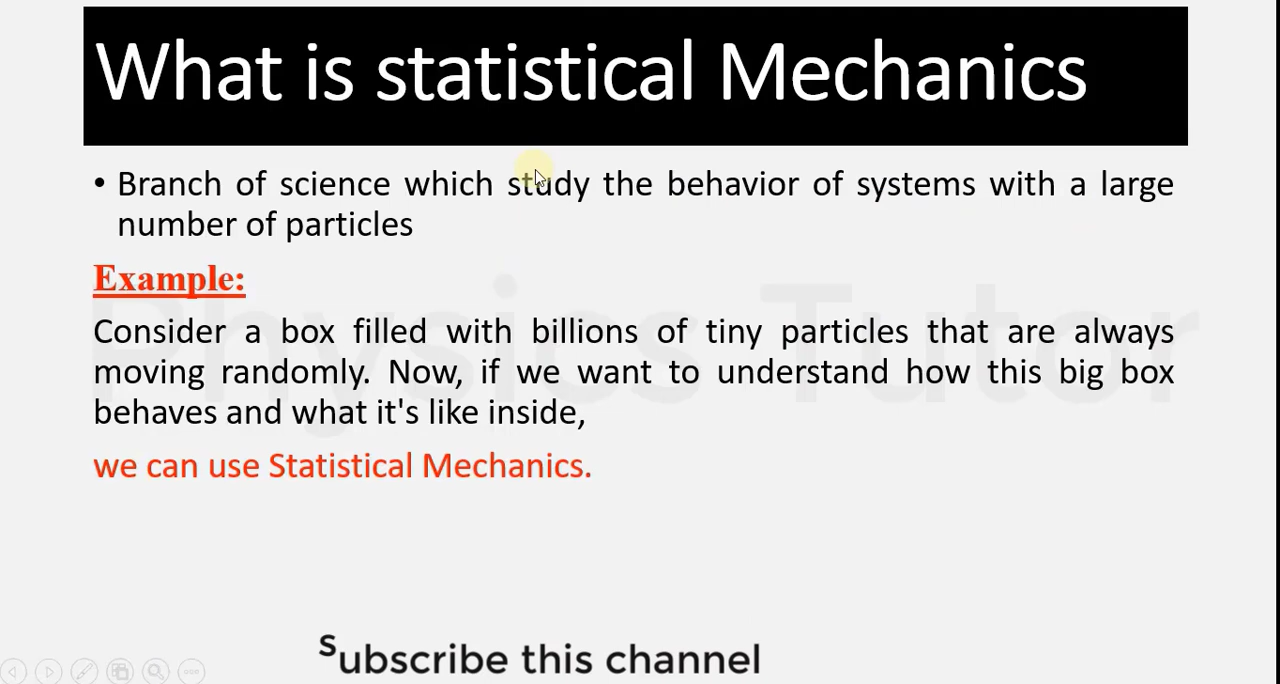 What is statistical Mechanics
• Branch of science which study the behavior of systems with a large
number of particles
Example:
Consider a box filled with billions of tiny particles that are always
moving randomly. Now, if we want to understand how this big box
behaves and what it's like inside,
we can use Statistical Mechanics.
Physics Tutor
Subscribe this channel